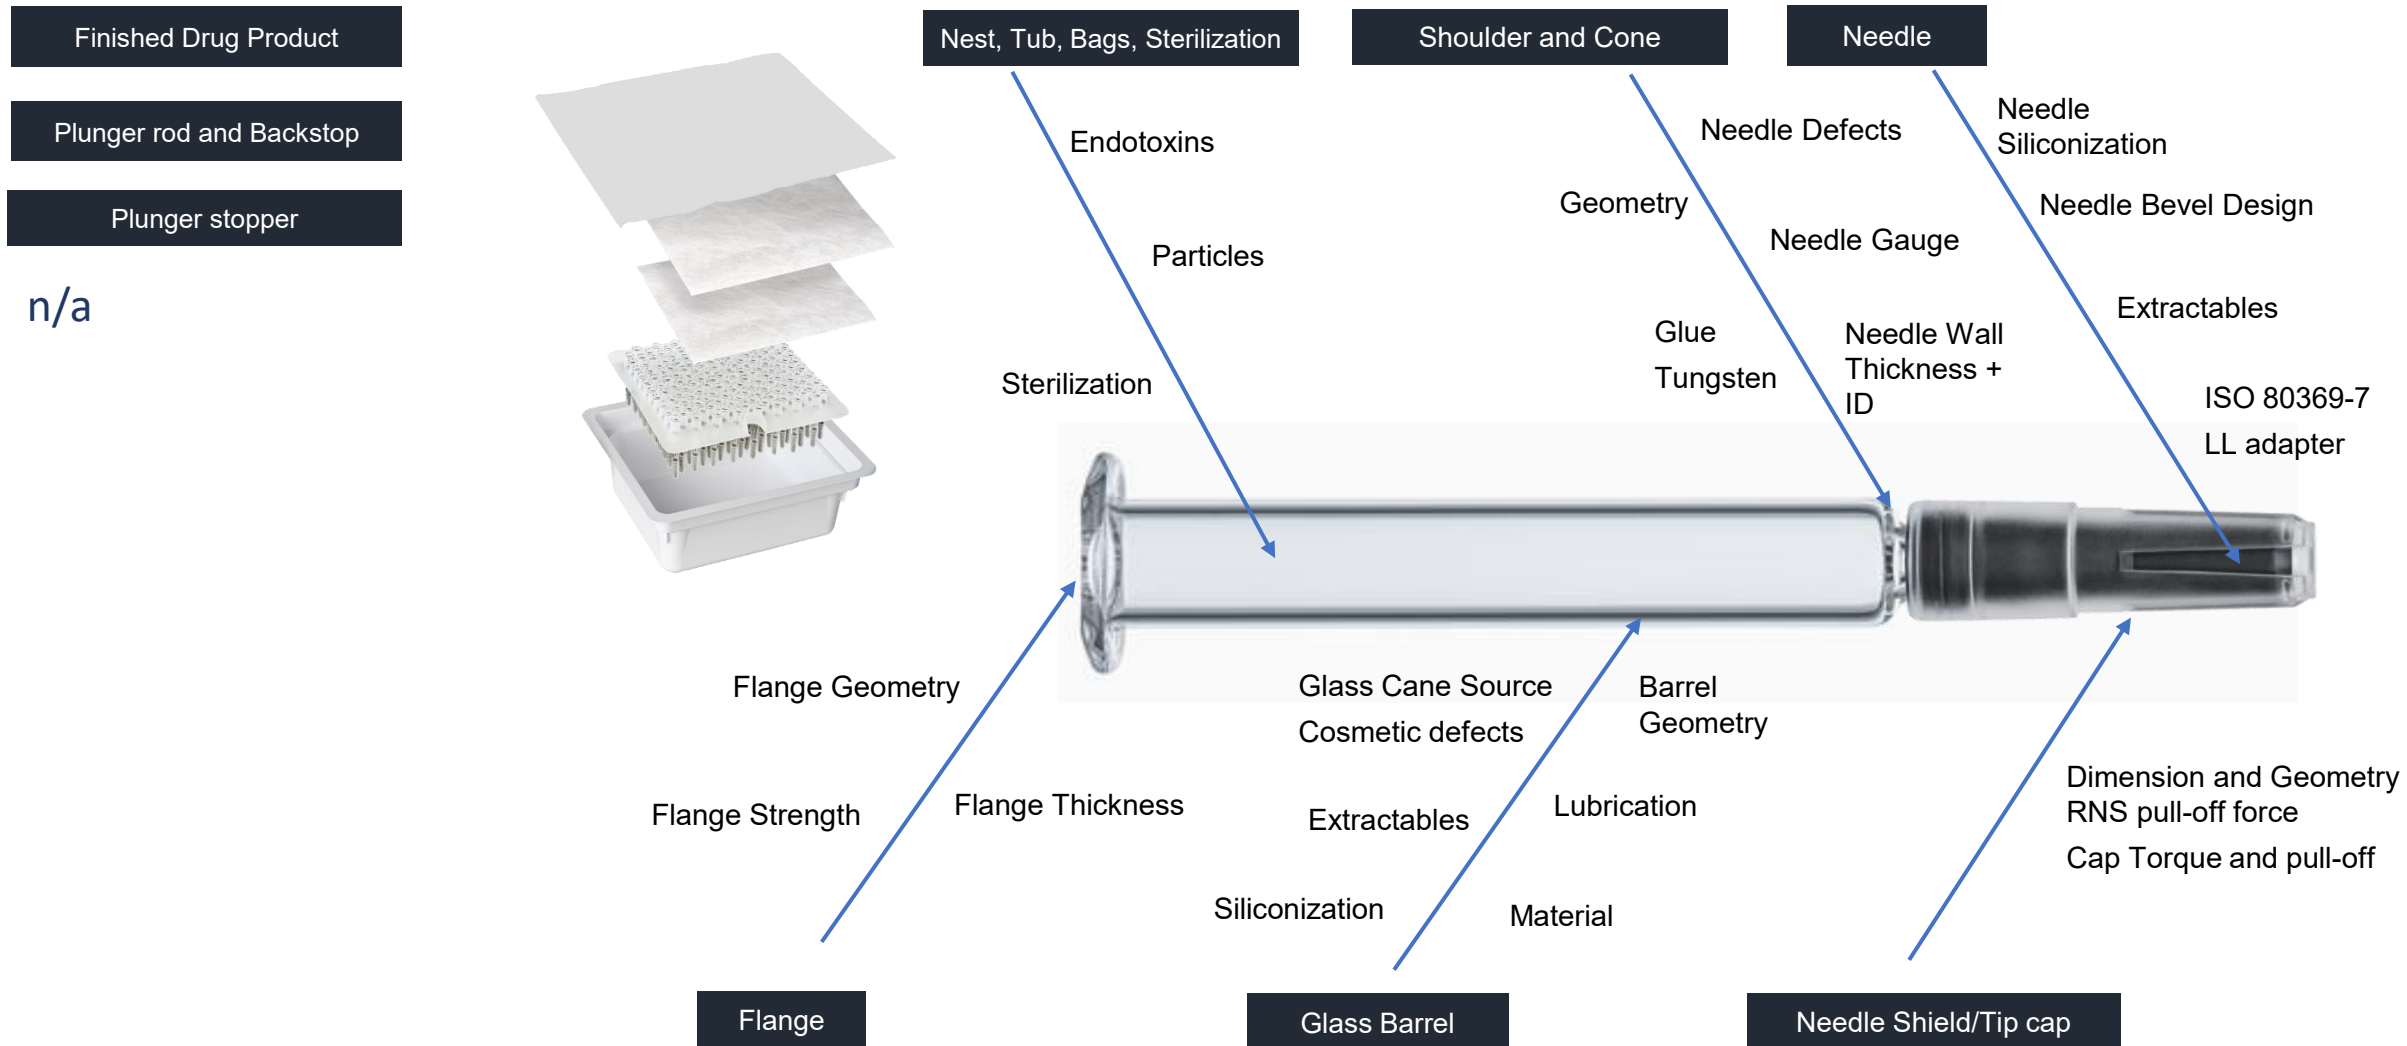 Finished Drug Product
Plunger rod and Backstop
Plunger stopper
n/a
Nest, Tub, Bags, Sterilization
Endotoxins
Particles
Sterilization
Shoulder and Cone
Needle Defects
Geometry
Needle Gauge
Glue
Tungsten
Needle Wall
Thickness +
ID
Needle
Needle
Siliconization
Needle Bevel Design
Extractables
ISO 80369-7
LL adapter
Flange Geometry
Flange Strength
Flange Thickness
Flange
Glass Cane Source
Cosmetic defects
Barrel
Geometry
Extractables
Lubrication
Siliconization
Material
Glass Barrel
Dimension and Geometry
RNS pull-off force
Cap Torque and pull-off
Needle Shield/Tip cap